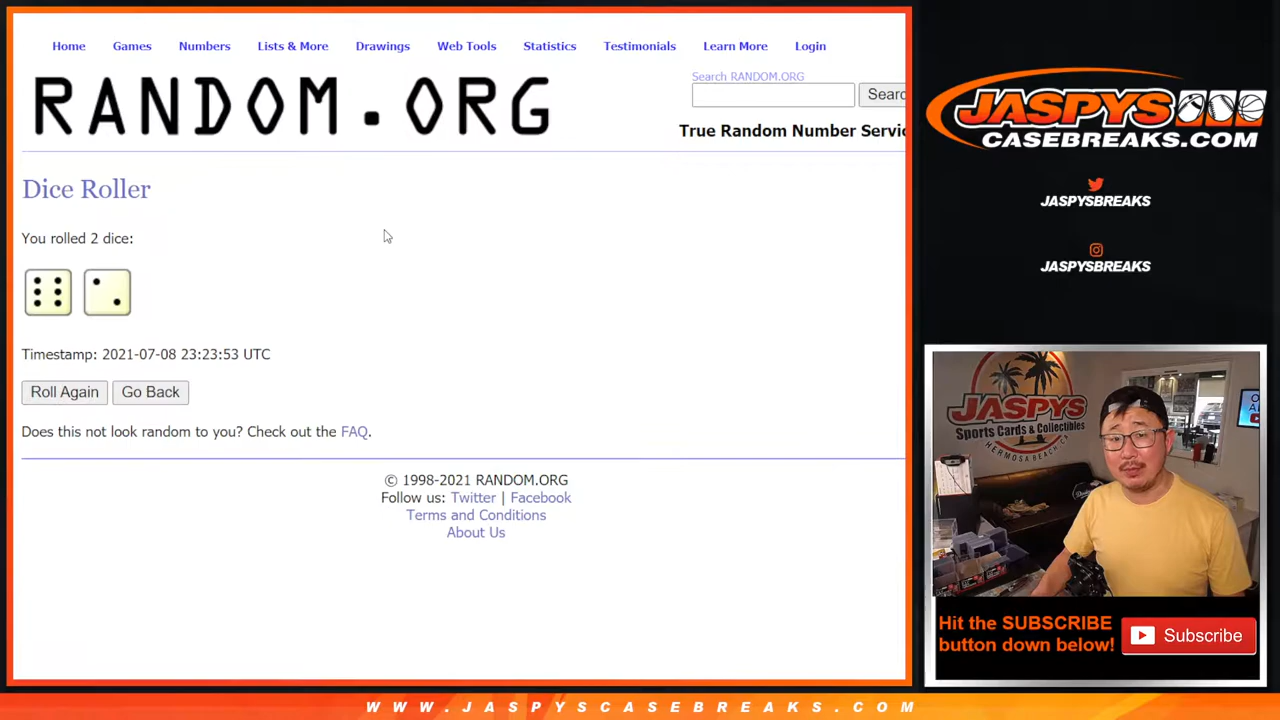 Home Games Numbers Lists & More Drawings Web Tools Statistics Testimonials Learn More Login
RANDOM.ORG
Search RANDOM.ORG
True Random Number
Dice Roller
You rolled 2 dice:
Timestamp: 2021-07-08 23:23:53 UTC
Roll Again Go Back
Does this not look random to you? Check out the FAQ.
© 1998-2021 RANDOM.ORG
Follow us: Twitter | Facebook
Terms and Conditions
About Us
JASPYS
CASEBREAKS.COM
JASPYSBREAKS
JASPYSBREAKS
JASPYS
Sports Cards & Collectibles
HERMOSA BEACH, CA
Hit the SUBSCRIBE
button down below!
Subscribe
WWW.JASPYSCASEBREAKS.COM